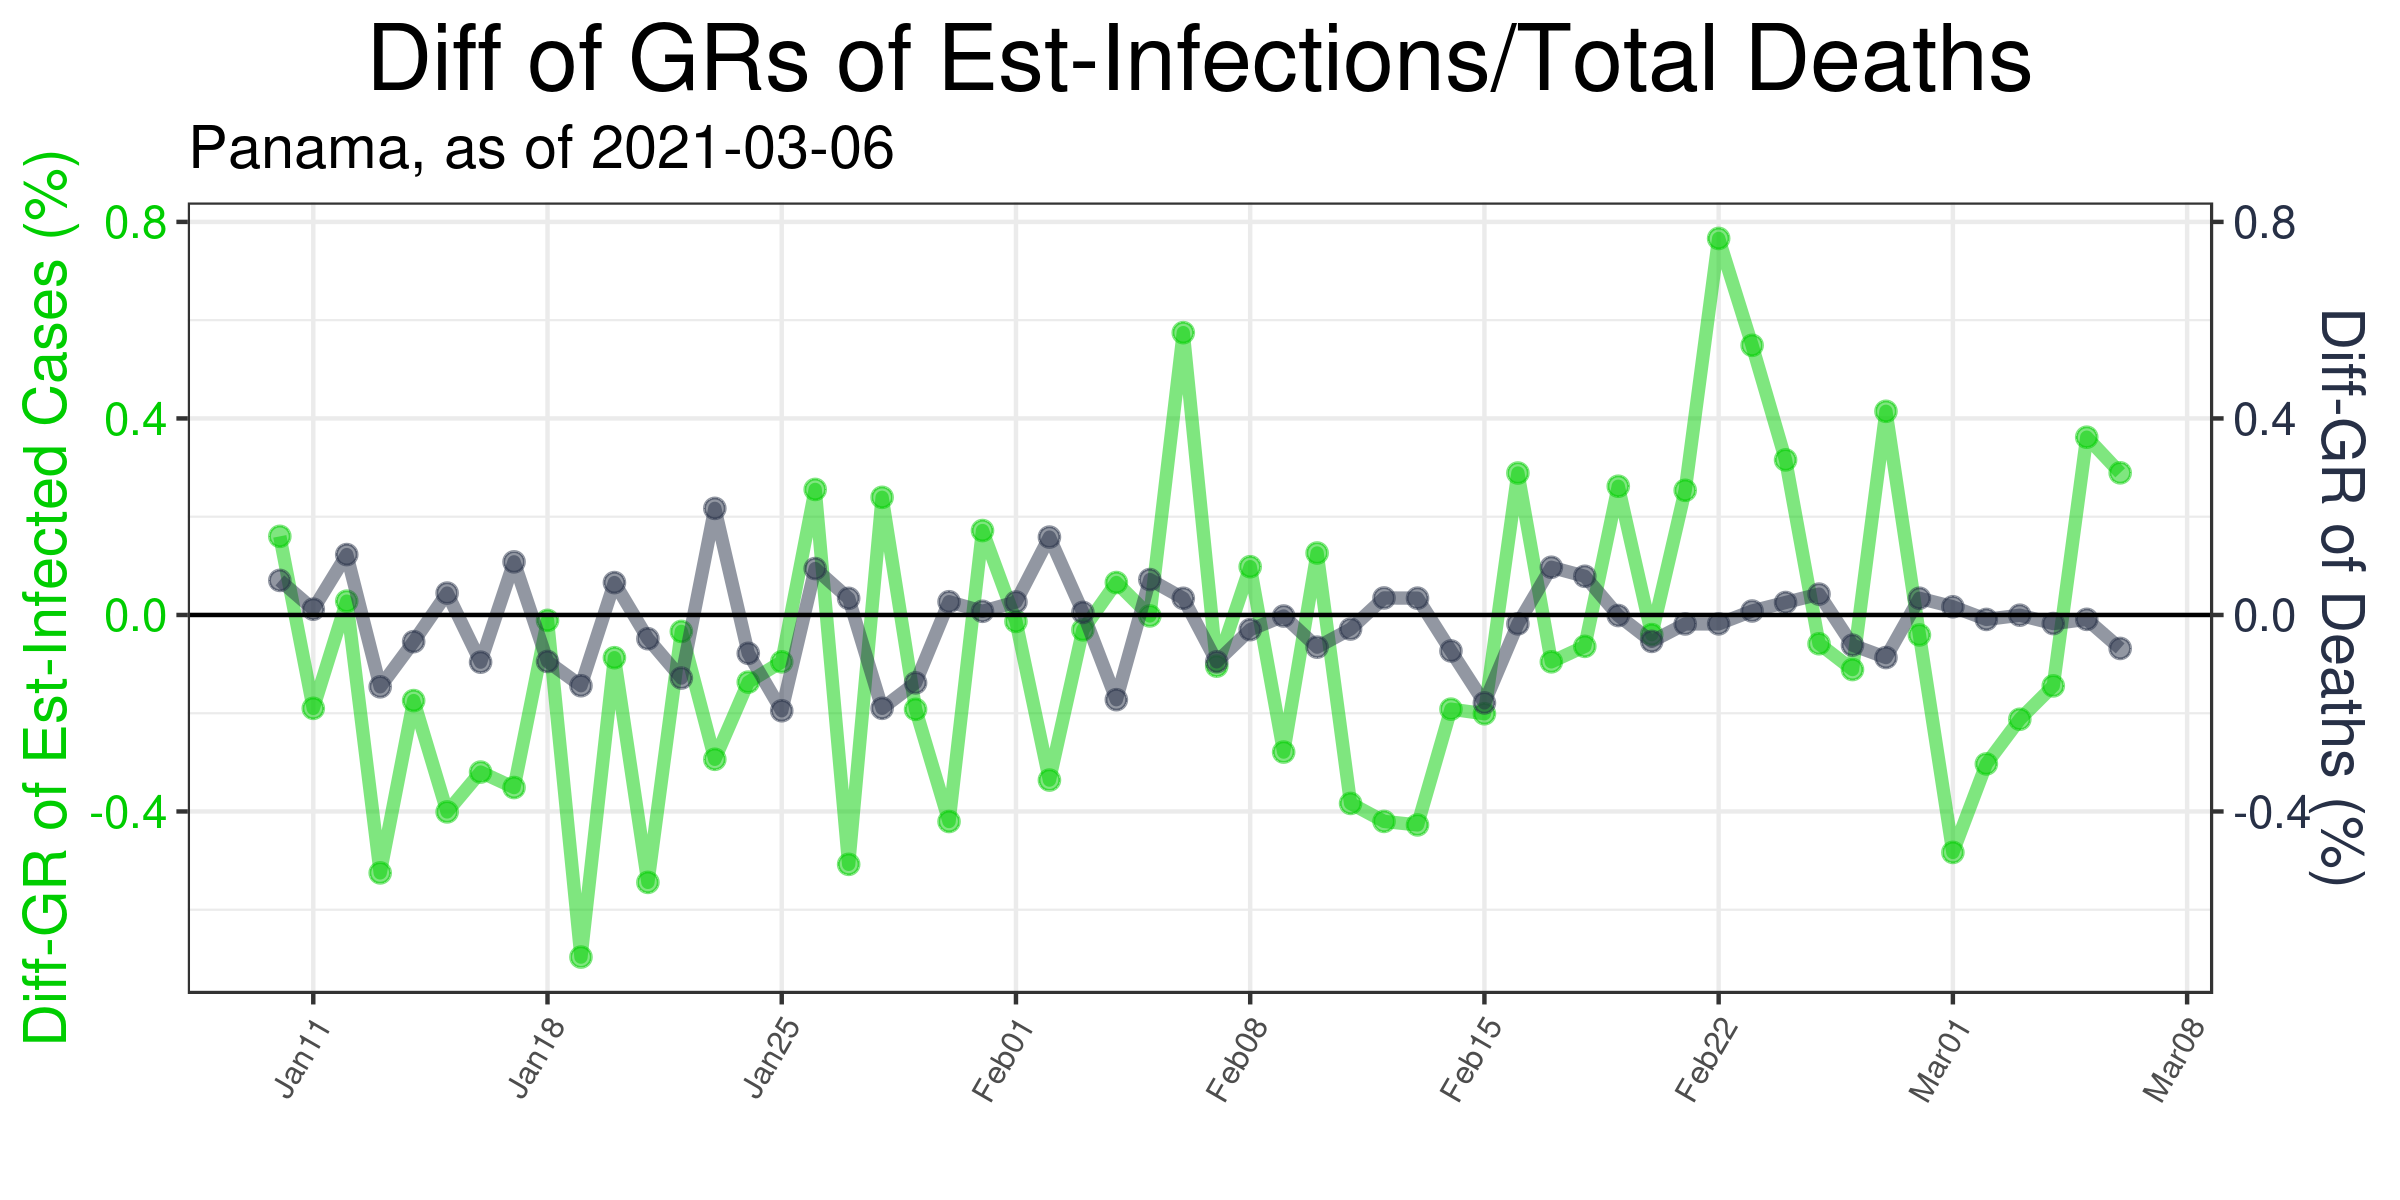 Diff of GRs of Est-Infections/Total Deaths
Panama, as of 2021-03-06
Diff-GR of Est-Infected Cases (%)
0.8
0.4
0.0
-0.4
0.8
0.4
0.0
-0.4
Diff-GR of Deaths (%)
Jan11
Jan18
Jan25
Feb01
Feb08
Feb15
Feb22
Mar01
Mar08